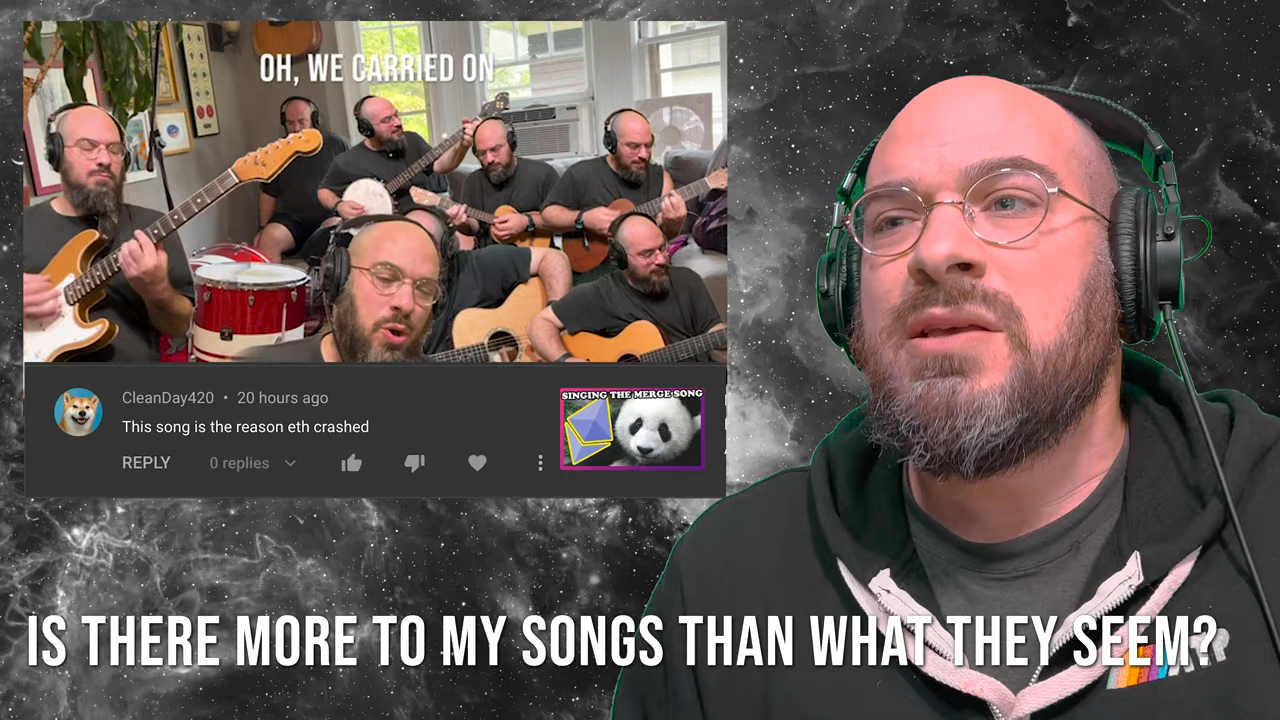 OH, WE CARRIED ON
CleanDay420 • 20 hours ago
This song is the reason eth crashed
REPLY 0 replies
SINGING THE MERGE SONG
IS THERE MORE TO MY SONGS THAN WHAT THEY SEEM?